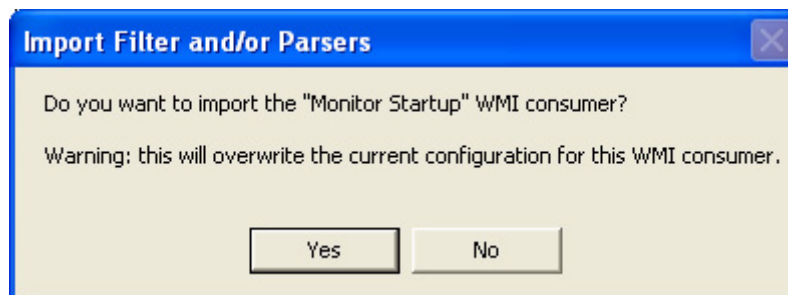 Import Filter and/or Parsers
Do you want to import the "Monitor Startup" WMI consumer?
Warning: this will overwrite the current configuration for this WMI consumer.
Yes No